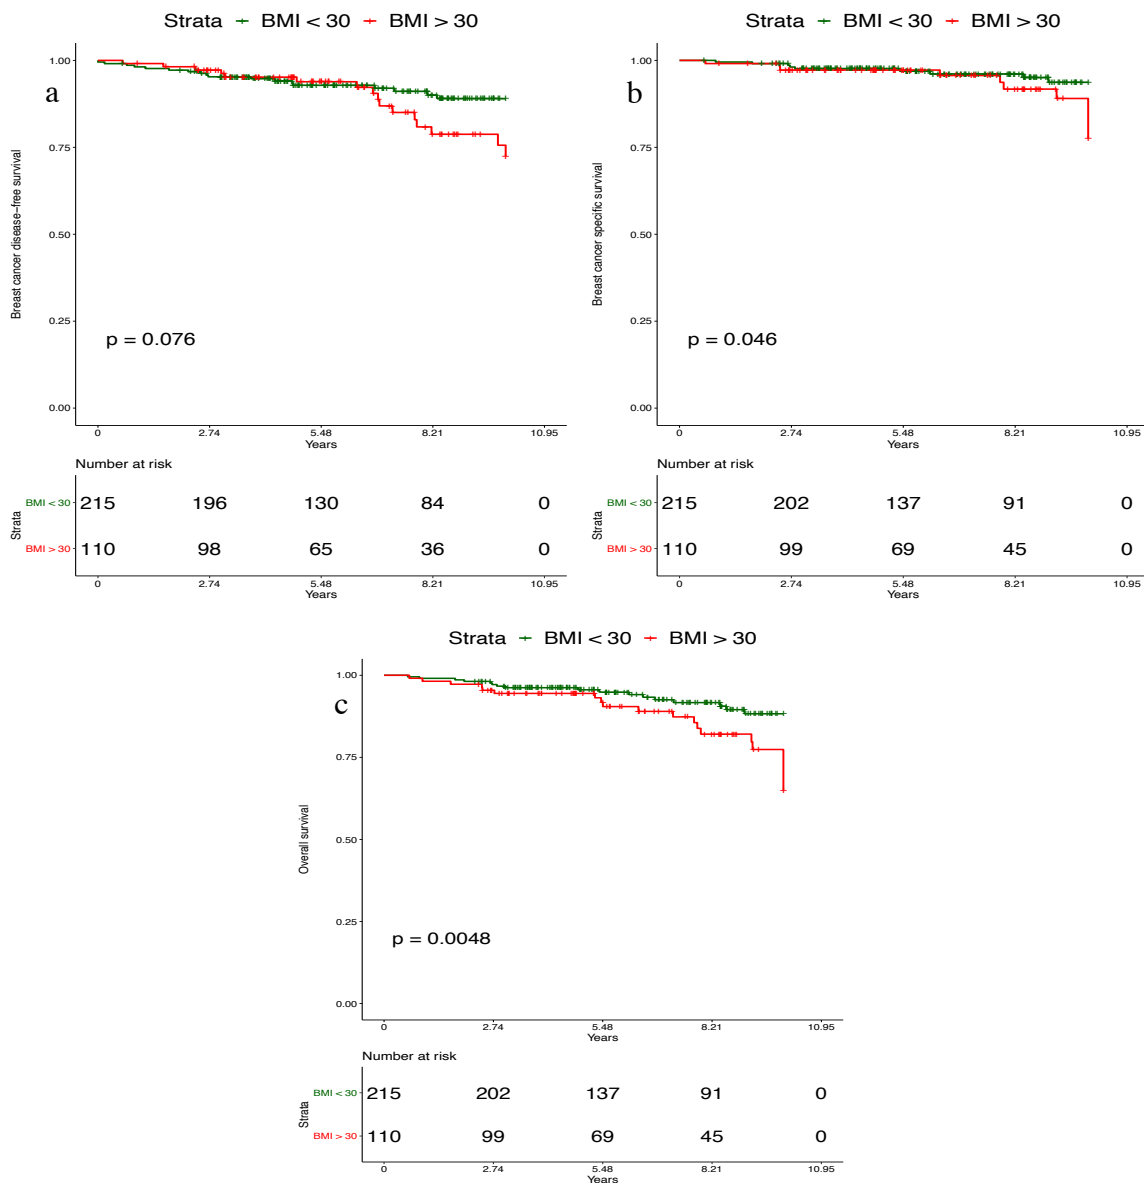 Strata BMI < 30 BMI > 30
a
Breast cancer disease−free survival
1.00
0.75
0.50
0.25
0.00
p = 0.076
0 2.74 5.48 8.21 10.95
Years
Number at risk
Strata
BMI < 30 215 196 130 84 0
BMI > 30 110 98 65 36 0
0 2.74 5.48 8.21 10.95
Years
Strata BMI < 30 BMI > 30
b
Breast cancer specific survival
1.00
0.75
0.50
0.25
0.00
p = 0.046
0 2.74 5.48 8.21 10.95
Years
Number at risk
Strata
BMI < 30 215 202 137 91 0
BMI > 30 110 99 69 45 0
0 2.74 5.48 8.21 10.95
Years
Strata BMI < 30 BMI > 30
c
Overall survival
1.00
0.75
0.50
0.25
0.00
p = 0.0048
0 2.74 5.48 8.21 10.95
Years
Number at risk
Strata
BMI < 30 215 202 137 91 0
BMI > 30 110 99 69 45 0
0 2.74 5.48 8.21 10.95
Years